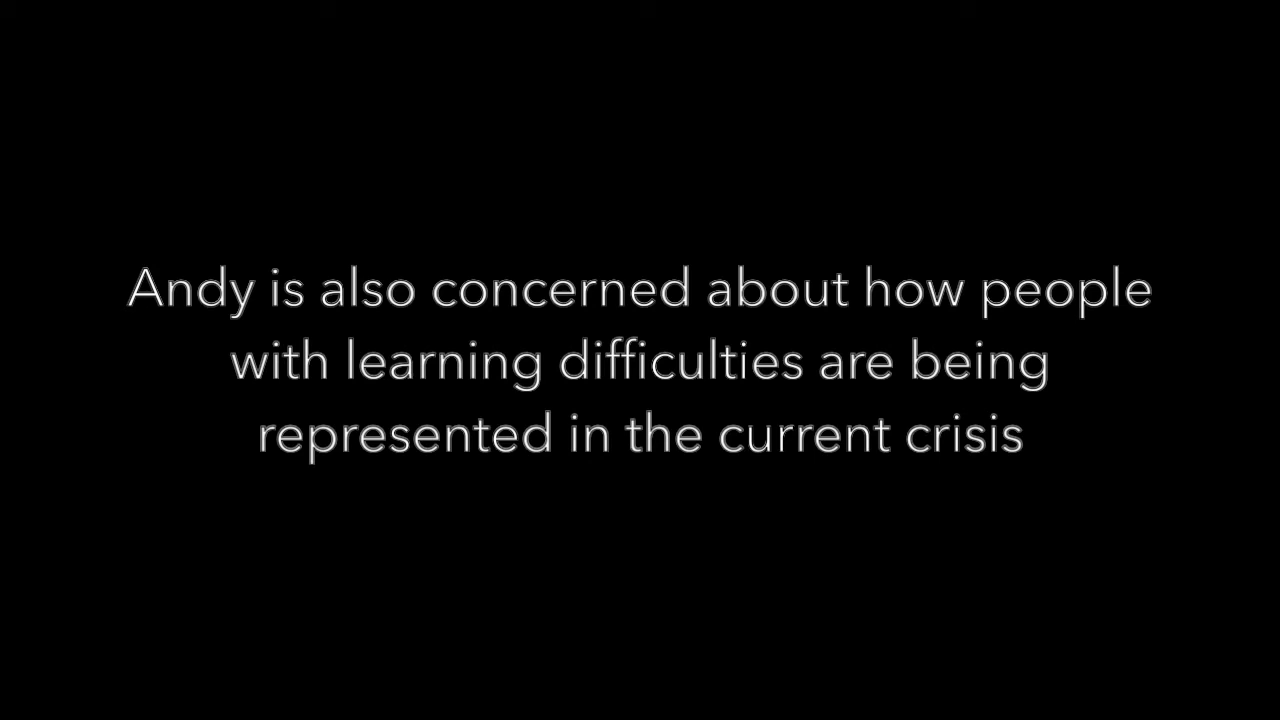 Andy is also concerned about how people
with learning difficulties are being
represented in the current crisis